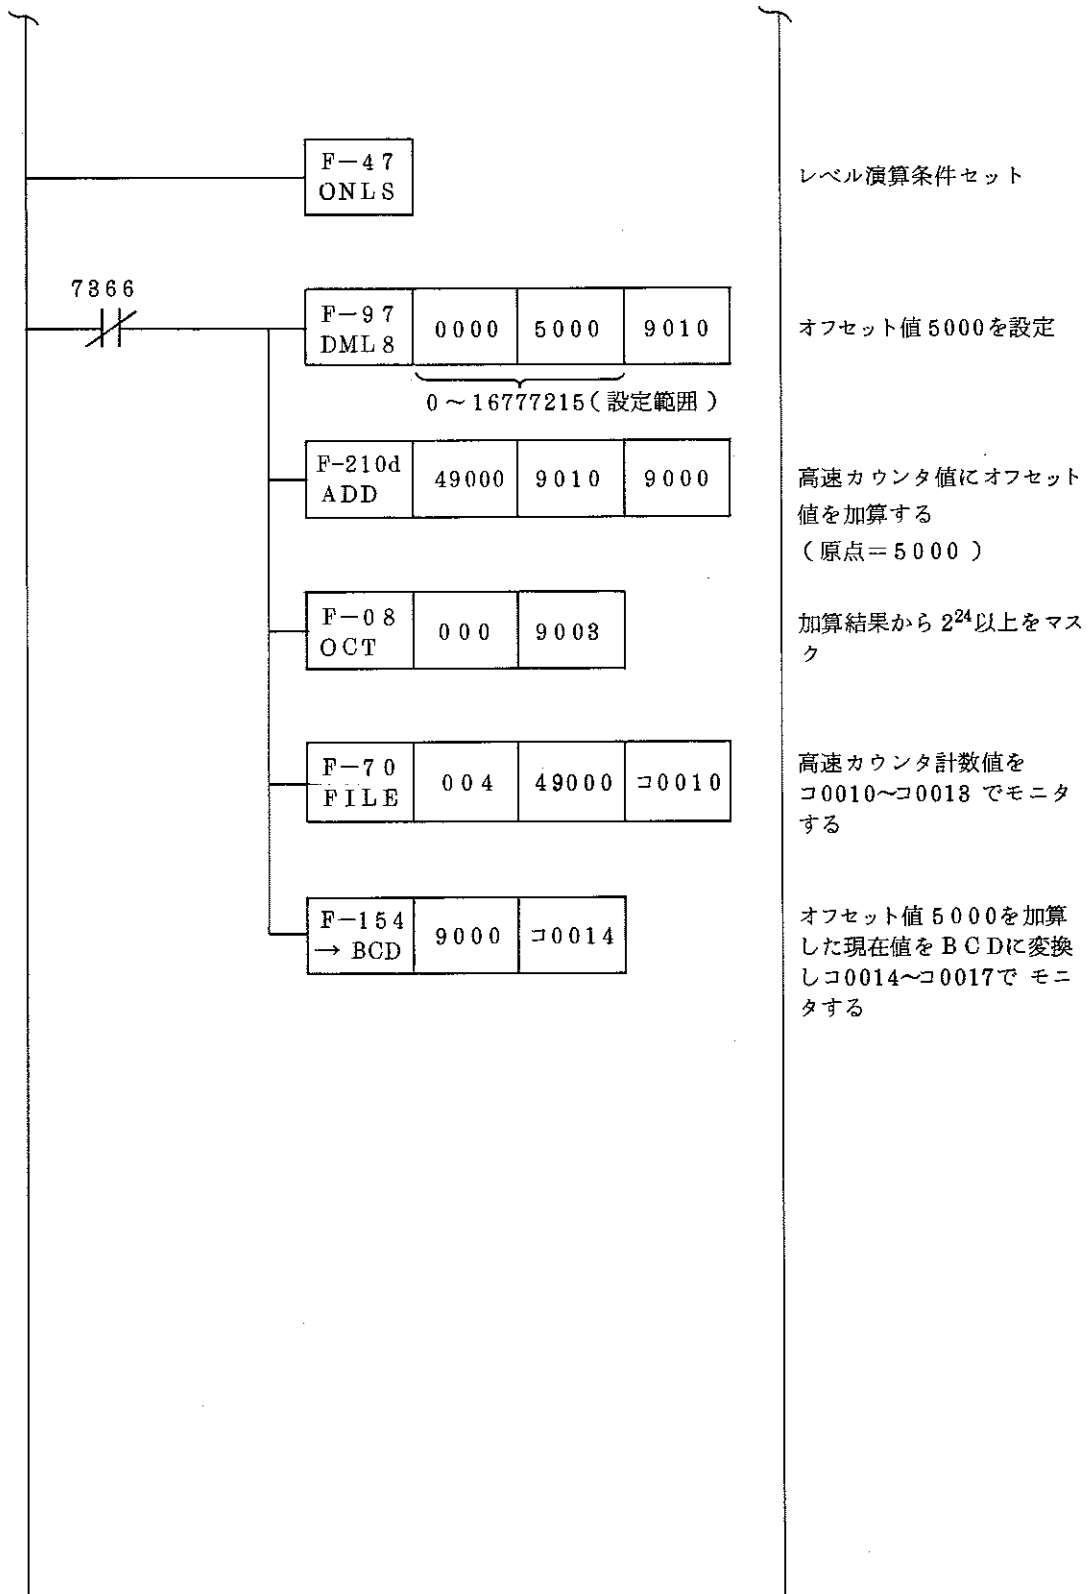 F-47
ONLS
レベル演算条件セット
7366
F-97
DML8
0000
5000
9010
オフセット値5000を設定
0～16777215(設定範囲)
F-210d
ADD
49000
9010
9000
高速カウンタ値にオフセット
値を加算する
(原点=5000)
F-08
OCT
000
9003
加算結果から2²⁴以上をマス
ク
F-70
FILE
004
49000
コ0010
高速カウンタ計数値を
コ0010～コ0013でモニタ
する
F-154
→BCD
9000
コ0014
オフセット値5000を加算
した現在値をBCDに変換
しコ0014～コ0017でモニ
タする